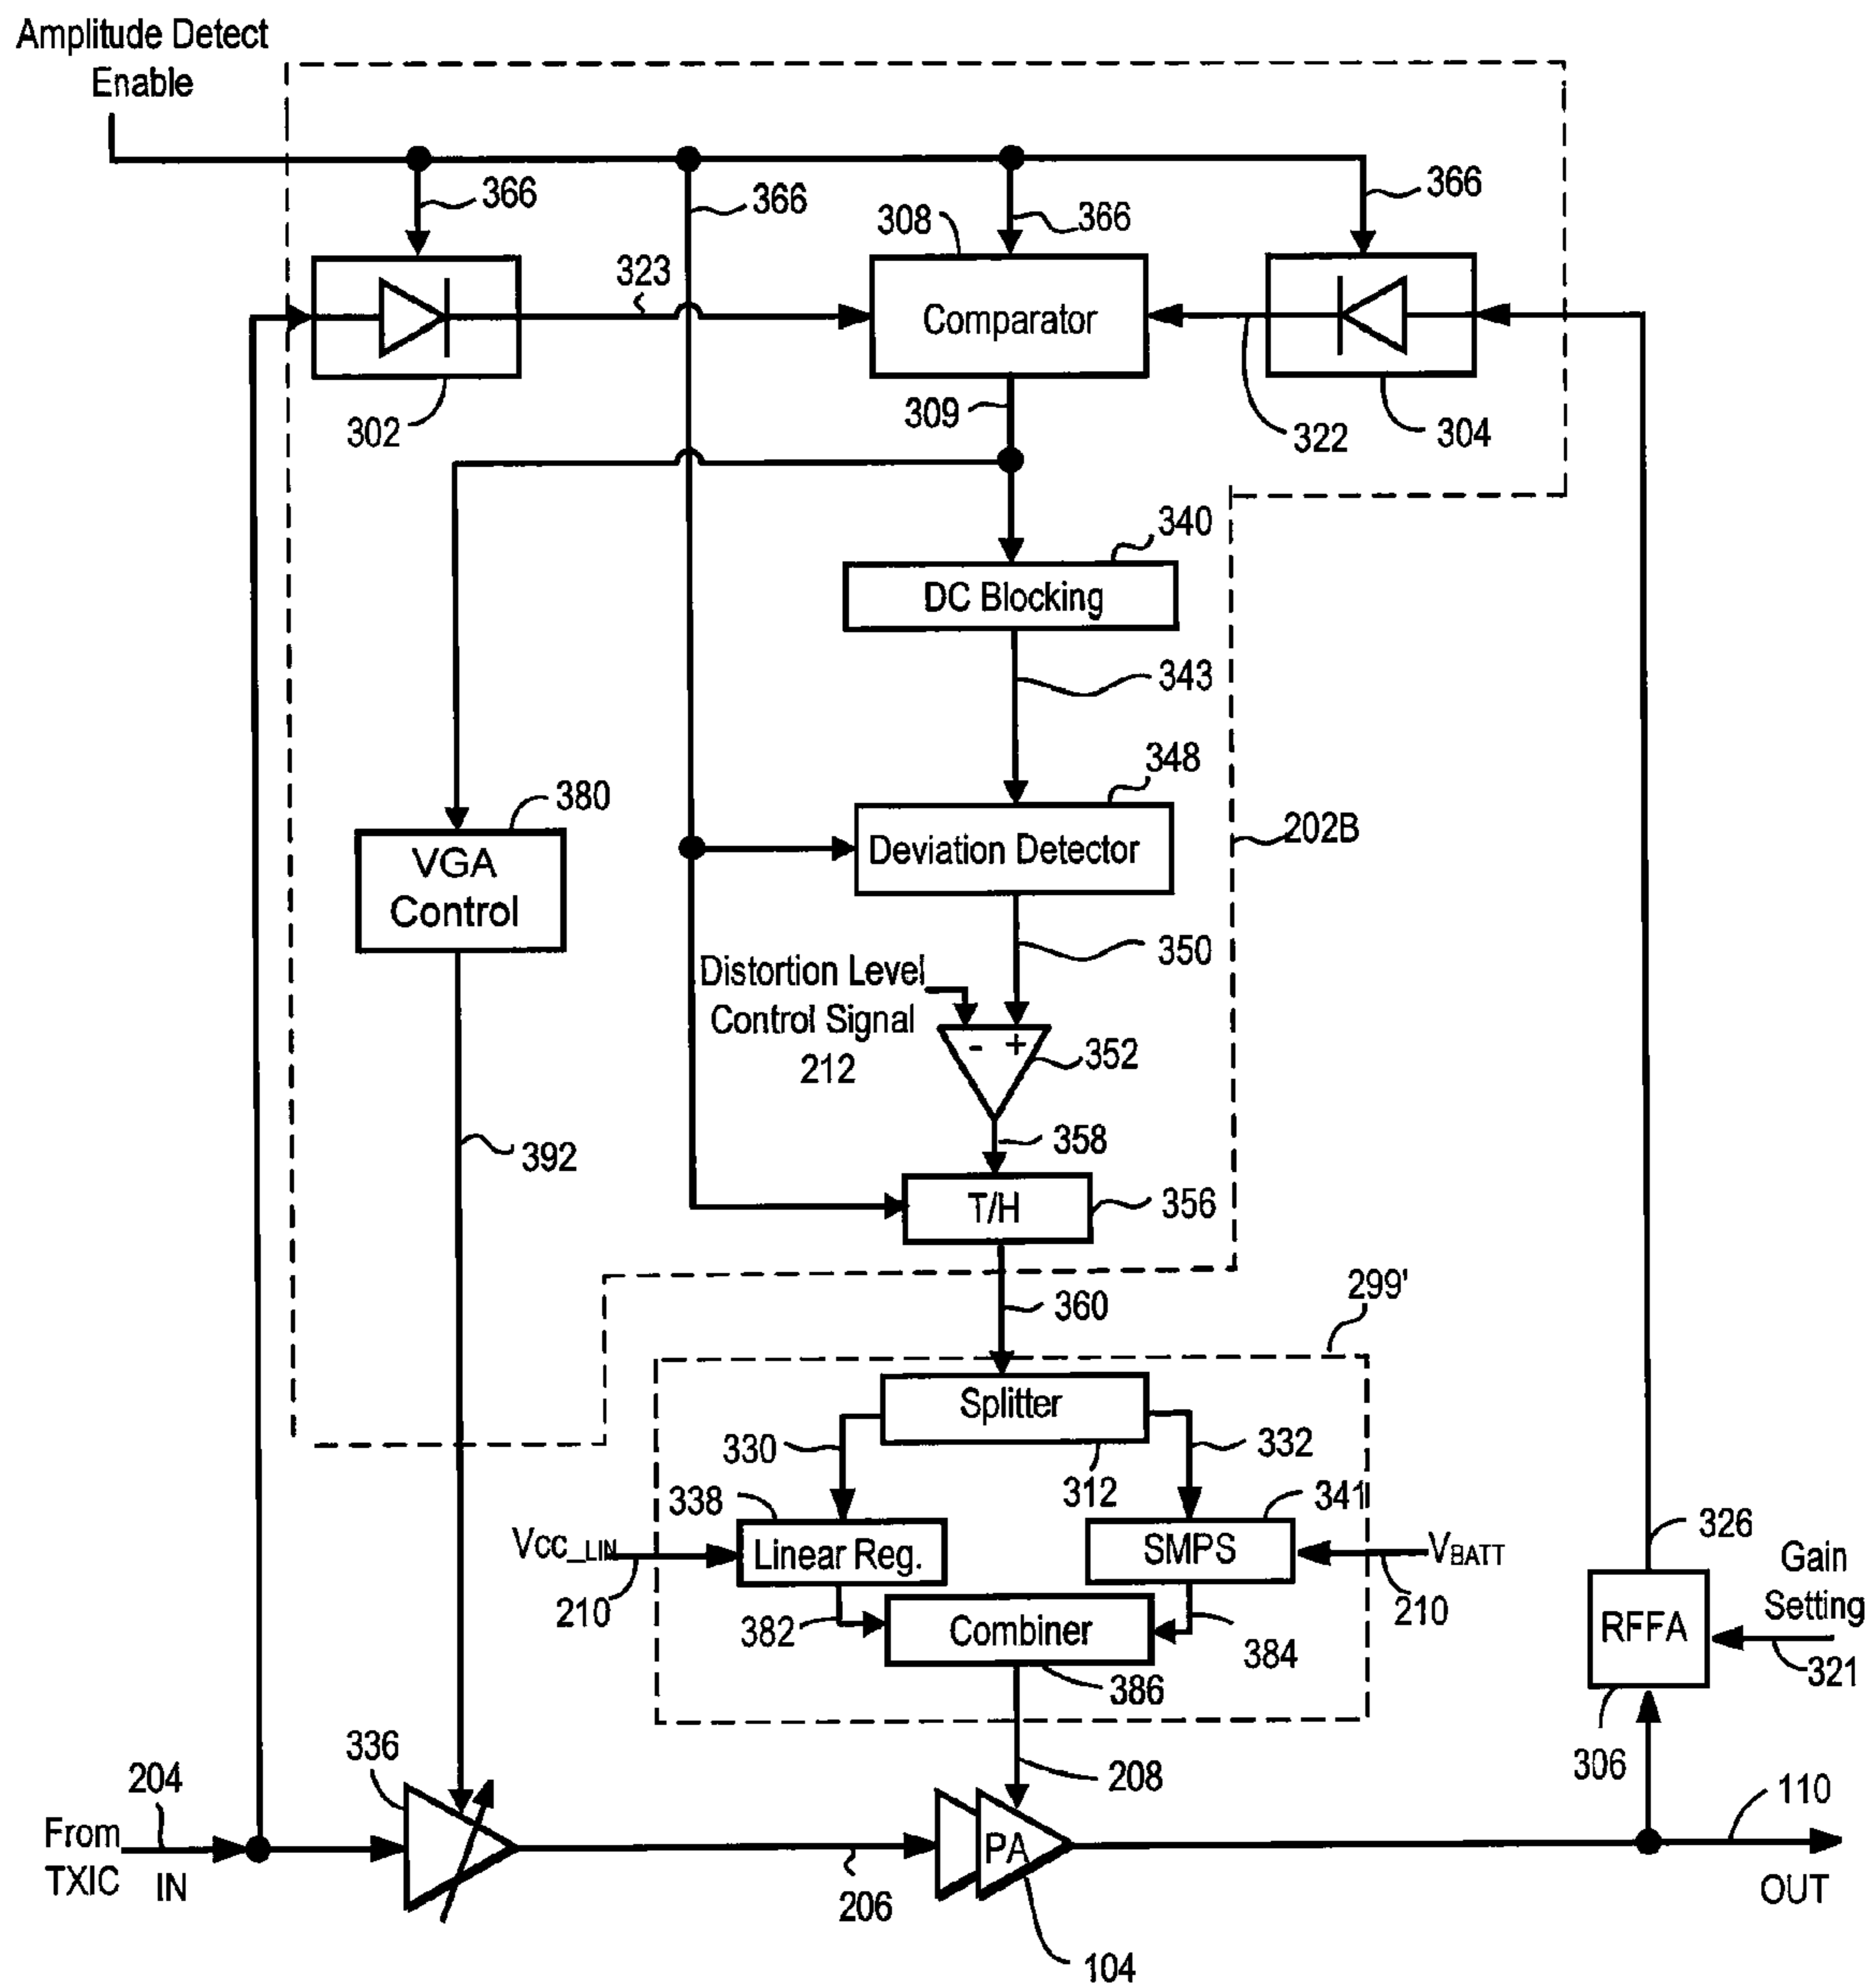 Amplitude Detect
Enable
366
366
366
366
308
323
Comparator
302
309
322
304
340
DC Blocking
343
348
380
Deviation Detector
202B
VGA
Control
350
Distortion Level
Control Signal
212
- +
352
392
358
T/H
356
360
299'
Splitter
330
332
312
338
341
VCC_LIN
Linear Reg.
SMPS
VBATT
326
Gain
Setting
210
382
Combiner
384
210
RFFA
321
386
336
306
204
208
110
From
TXIC
IN
PA
206
OUT
104